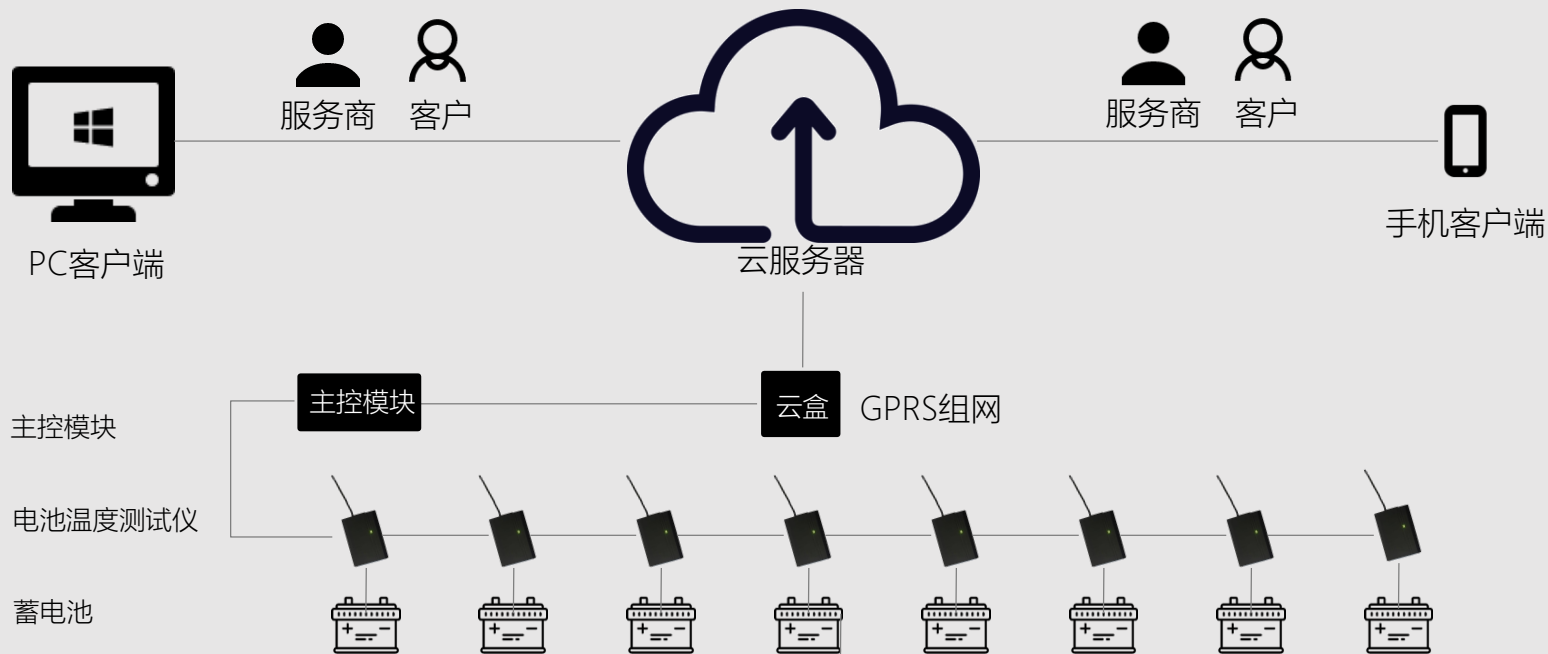 服务商 客户
服务商 客户
PC客户端
云服务器
手机客户端
主控模块
云盒
GPRS组网
主控模块
电池温度测试仪
蓄电池